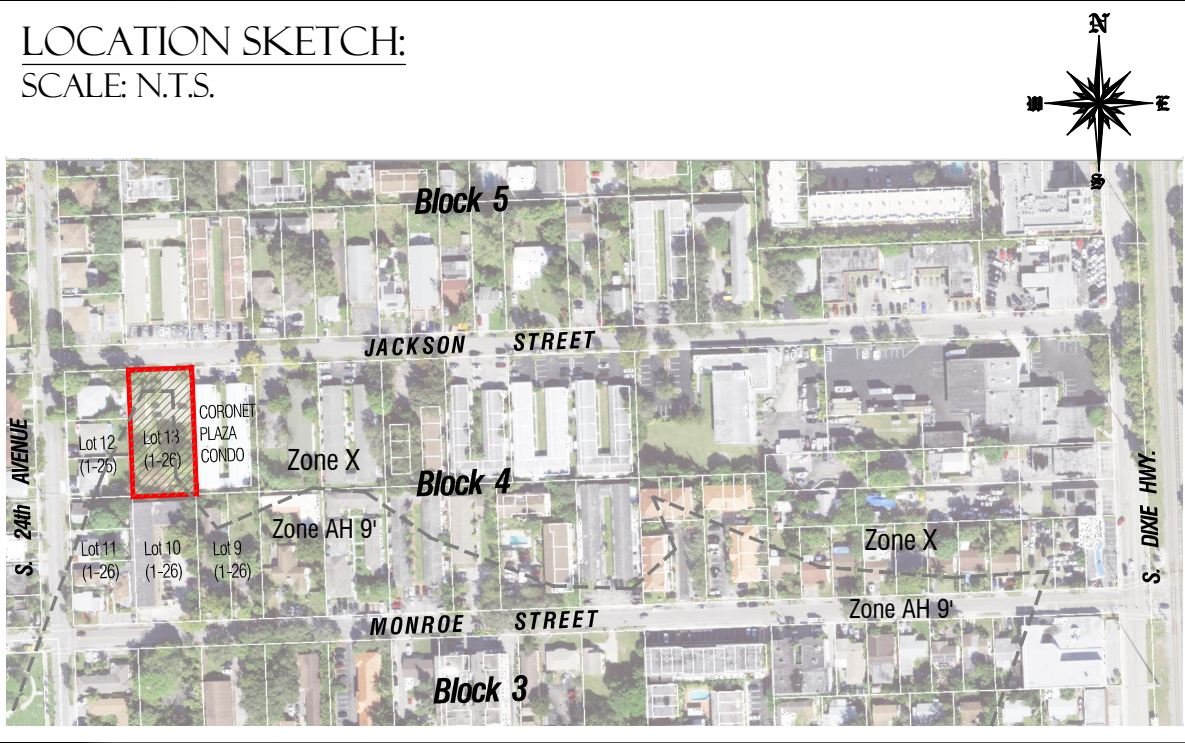 LOCATION SKETCH:
SCALE: N.T.S.
N
W
E
S
Block 5
JACKSON STREET
S. 24th AVENUE
Lot 12
(1-26)
Lot 13
(1-26)
CORONET
PLAZA
CONDO
Zone X
Block 4
Zone AH 9'
Lot 11
(1-26)
Lot 10
(1-26)
Lot 9
(1-26)
Zone X
Zone AH 9'
S. DIXIE HWY.
MONROE STREET
Block 3